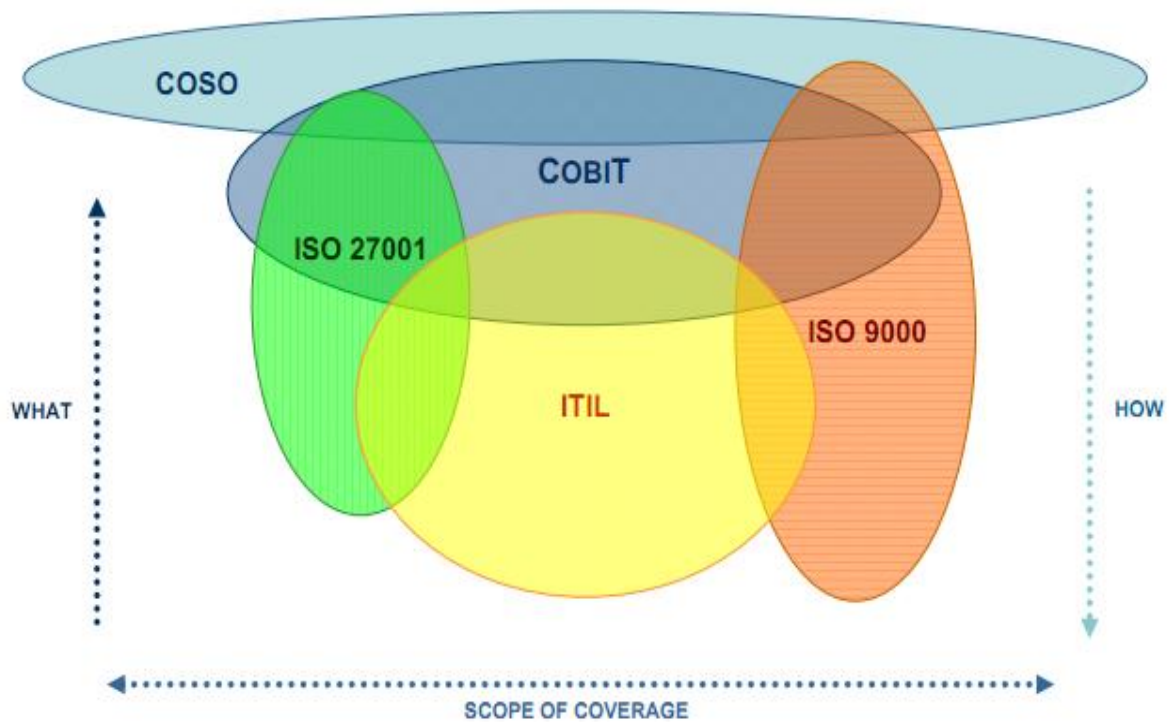 COSO
COBIT
ISO 27001
ISO 9000
ITIL
WHAT
HOW
SCOPE OF COVERAGE